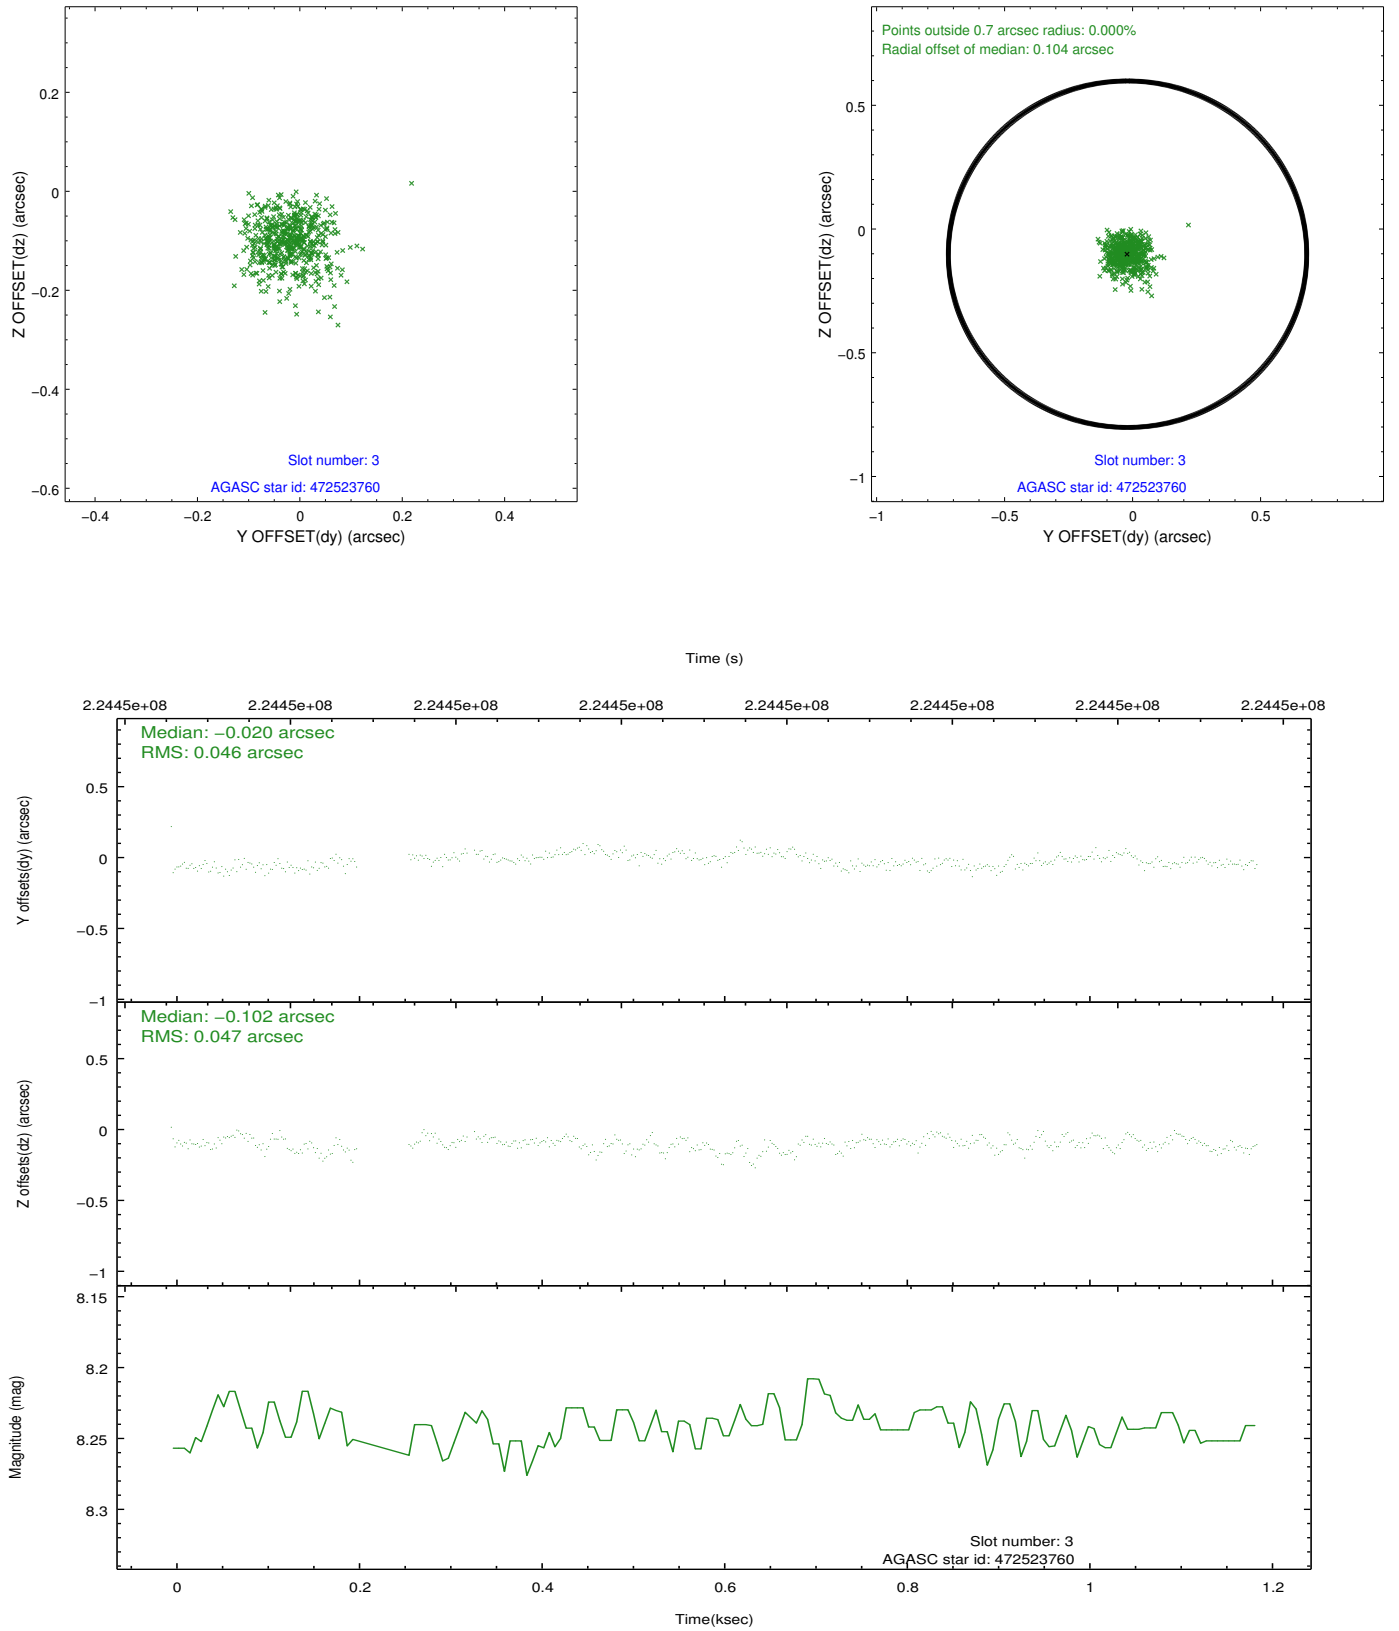 0.2
0
−0.2
−0.4
−0.6
Z OFFSET(dz) (arcsec)
Slot number: 3
AGASC star id: 472523760
−0.4 −0.2 0 0.2 0.4
Y OFFSET(dy) (arcsec)
Points outside 0.7 arcsec radius: 0.000%
Radial offset of median: 0.104 arcsec
0.5
0
−0.5
−1
Z OFFSET(dz) (arcsec)
Slot number: 3
AGASC star id: 472523760
−1 −0.5 0 0.5
Y OFFSET(dy) (arcsec)
Time (s)
2.2445e+08 2.2445e+08 2.2445e+08 2.2445e+08 2.2445e+08 2.2445e+08 2.2445e+08 2.2445e+08
Median: −0.020 arcsec
RMS: 0.046 arcsec
0.5
0
−0.5
−1
Y offsets(dy) (arcsec)
Median: −0.102 arcsec
RMS: 0.047 arcsec
0.5
0
−0.5
−1
Z offsets(dz) (arcsec)
8.15
8.2
8.25
8.3
Magnitude (mag)
Slot number: 3
AGASC star id: 472523760
0 0.2 0.4 0.6 0.8 1 1.2
Time(ksec)